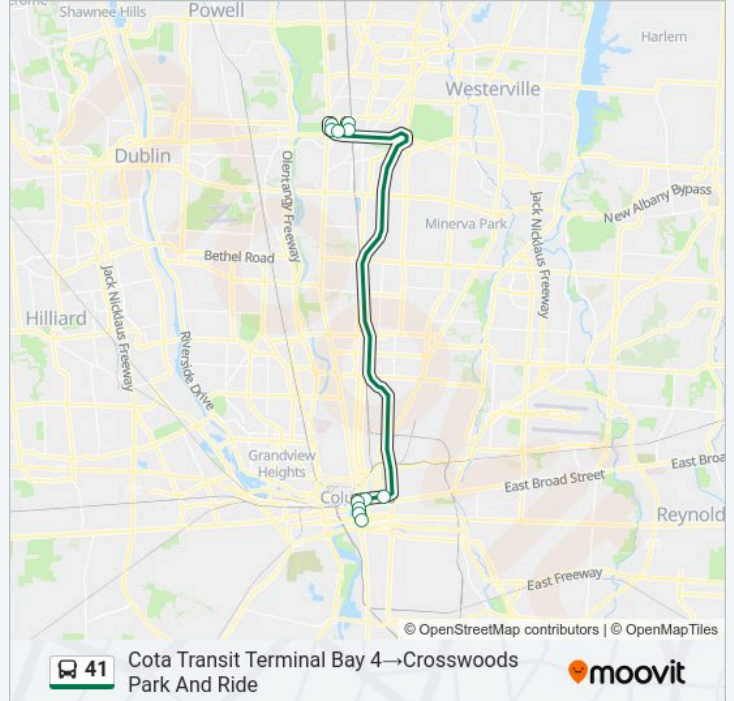 Shawnee Hills
Powell
Harlem
Westerville
Dublin
Olentangy Freeway
Jack Nicklaus Freeway
New Albany Bypass
Minerva Park
Bethel Road
Jack Nicklaus Freeway
Hilliard
Riverside Drive
Grandview
Heights
East Broa
East Broad Street
Colu
Reynold
East Freeway
© OpenStreetMap contributors | © OpenMapTiles
41
Cota Transit Terminal Bay 4→Crosswoods
Park And Ride
moovit